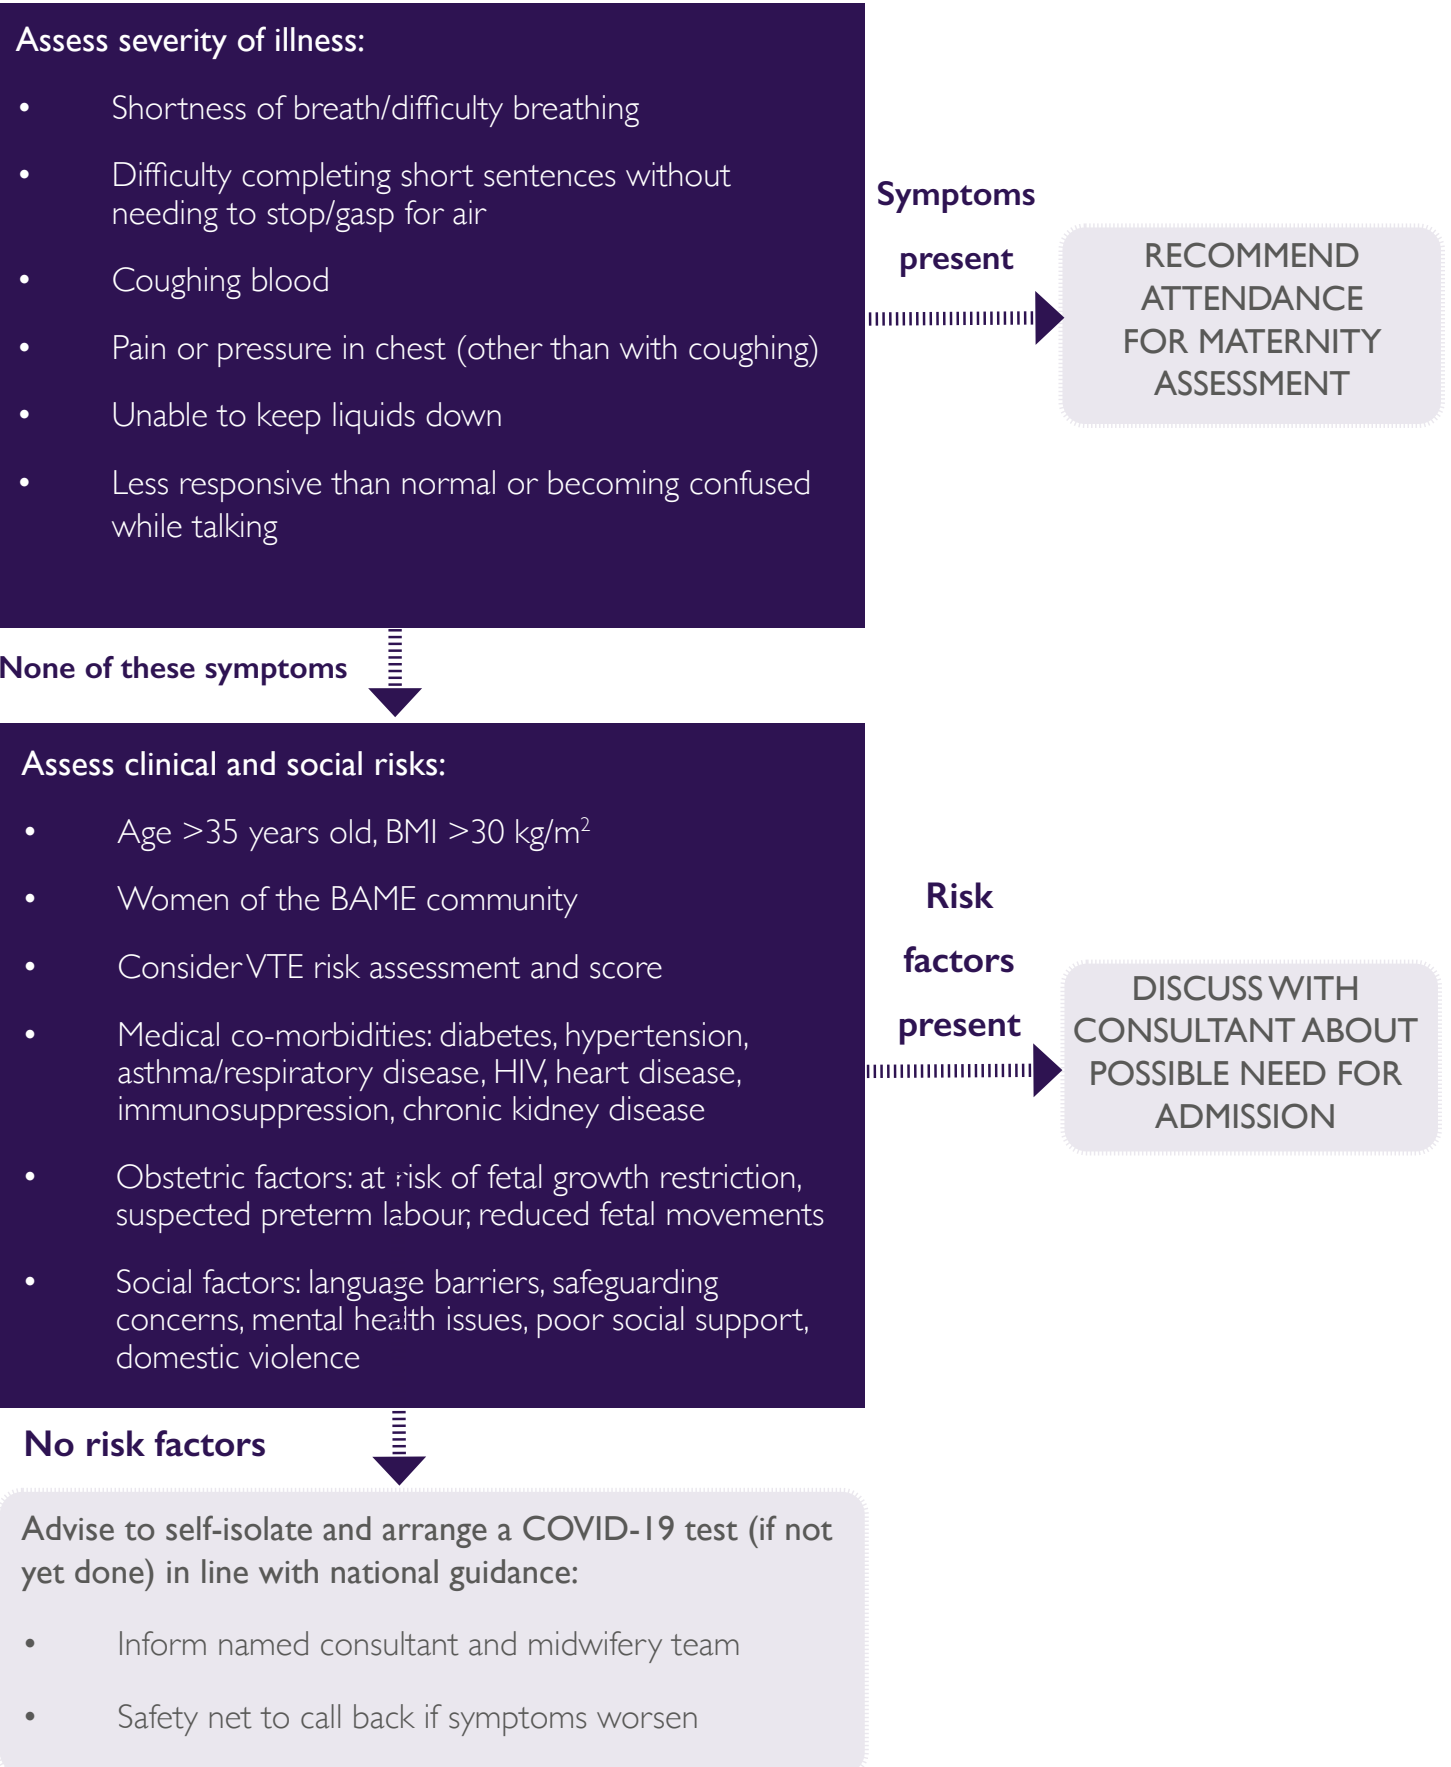 Assess severity of illness:
• Shortness of breath/difficulty breathing
• Difficulty completing short sentences without
needing to stop/gasp for air
• Coughing blood
• Pain or pressure in chest (other than with coughing)
• Unable to keep liquids down
• Less responsive than normal or becoming confused
while talking
Symptoms
present
RECOMMEND
ATTENDANCE
FOR MATERNITY
ASSESSMENT
None of these symptoms
Assess clinical and social risks:
• Age >35 years old, BMI >30 kg/m²
• Women of the BAME community
• Consider VTE risk assessment and score
• Medical co-morbidities: diabetes, hypertension,
asthma/respiratory disease, HIV, heart disease,
immunosuppression, chronic kidney disease
• Obstetric factors: at risk of fetal growth restriction,
suspected preterm labour, reduced fetal movements
• Social factors: language barriers, safeguarding
concerns, mental health issues, poor social support,
domestic violence
Risk
factors
present
DISCUSS WITH
CONSULTANT ABOUT
POSSIBLE NEED FOR
ADMISSION
No risk factors
Advise to self-isolate and arrange a COVID-19 test (if not
yet done) in line with national guidance:
• Inform named consultant and midwifery team
• Safety net to call back if symptoms worsen